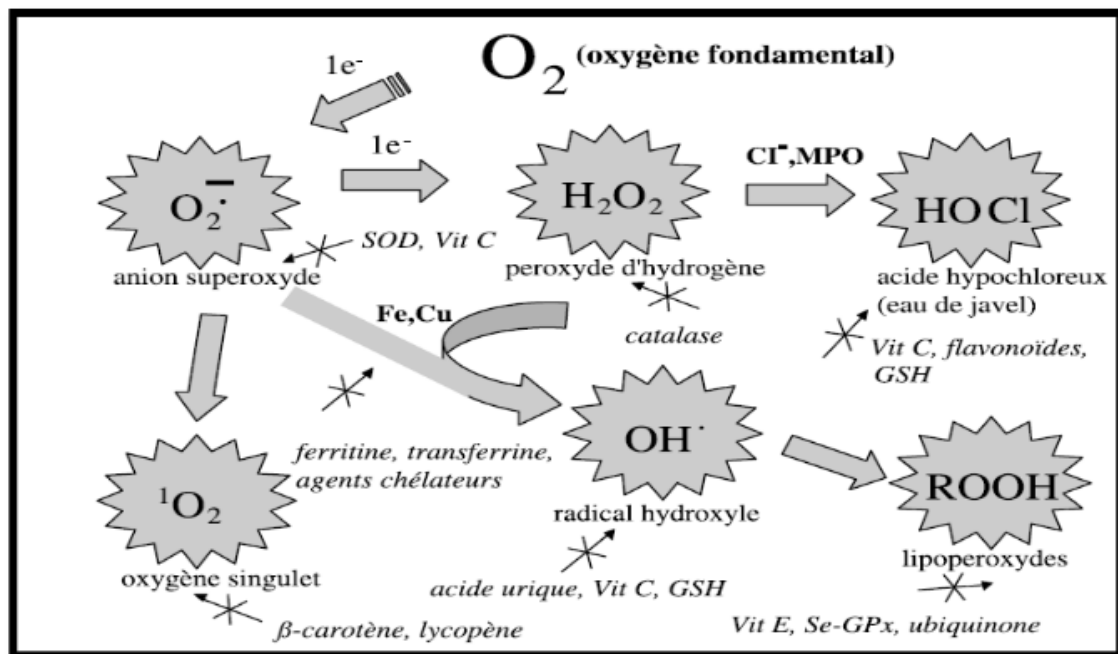 O₂ (oxygène fondamental)
1e⁻
1e⁻
Cl⁻,MPO
O₂·⁻
H₂O₂
HOCl
SOD, Vit C
anion superoxyde
peroxyde d'hydrogène
acide hypochloreux
(eau de javel)
Fe,Cu
catalase
Vit C, flavonoïdes,
GSH
OH·
ROOH
ferritine, transferrine,
agents chélateurs
¹O₂
radical hydroxyle
lipoperoxydes
oxygène singulet
acide urique, Vit C, GSH
β-carotène, lycopène
Vit E, Se-GPx, ubiquinone